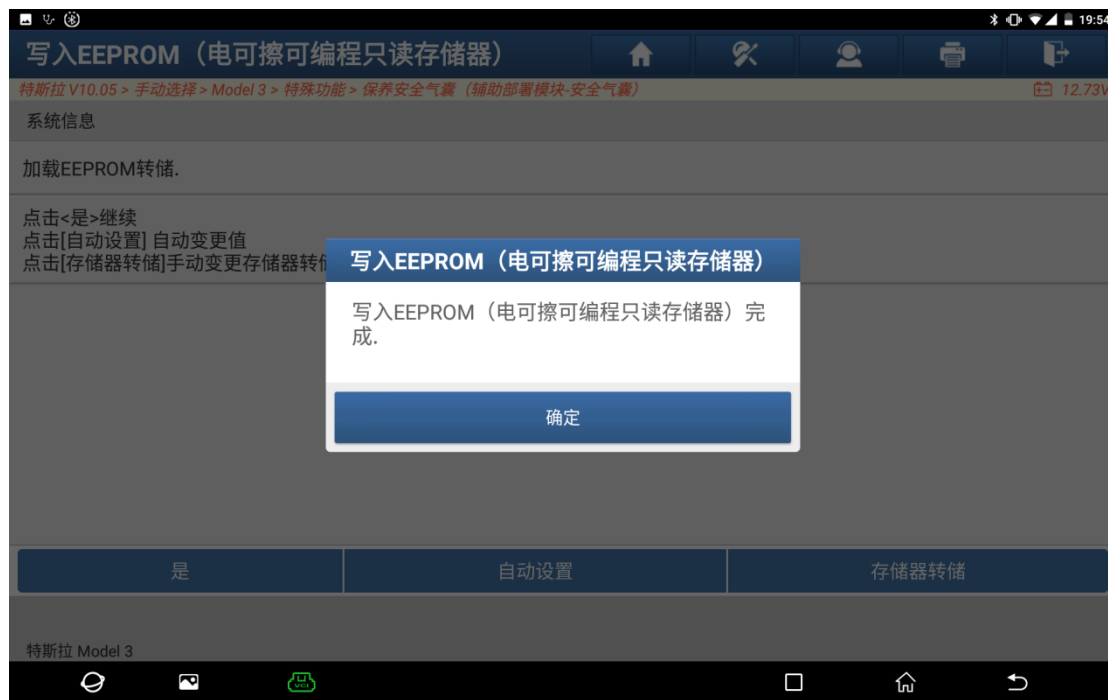 19:54
写入EEPROM（电可擦可编程只读存储器）
特斯拉 V10.05 > 手动选择 > Model 3 > 特殊功能 > 保养安全气囊（辅助部署模块-安全气囊）
12.73V
系统信息
加载EEPROM转储.
点击<是>继续
点击[自动设置] 自动变更值
点击[存储器转储]手动变更存储器转储
写入EEPROM（电可擦可编程只读存储器）
写入EEPROM（电可擦可编程只读存储器）完
成.
确定
是
自动设置
存储器转储
特斯拉 Model 3
VCI